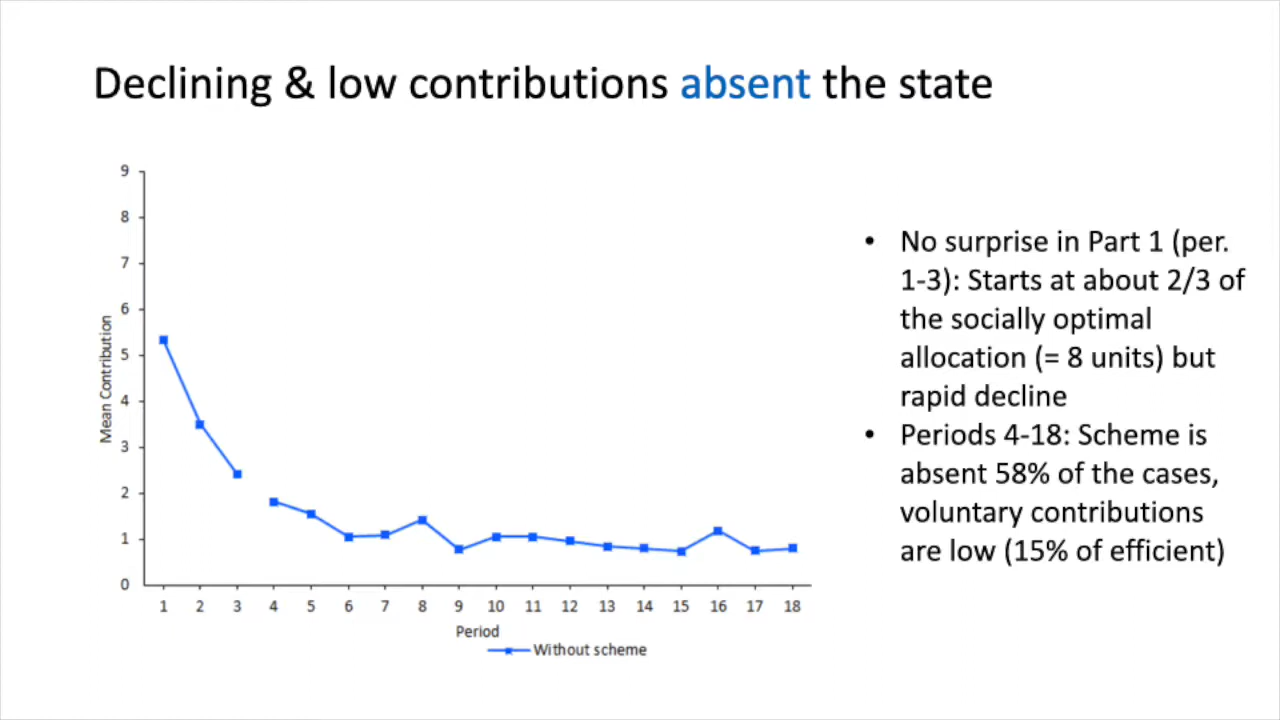 Declining & low contributions absent the state
9
8
7
6
5
4
3
2
1
0
Mean Contribution
1 2 3 4 5 6 7 8 9 10 11 12 13 14 15 16 17 18
Period
Without scheme
• No surprise in Part 1 (per.
1-3): Starts at about 2/3 of
the socially optimal
allocation (= 8 units) but
rapid decline
• Periods 4-18: Scheme is
absent 58% of the cases,
voluntary contributions
are low (15% of efficient)